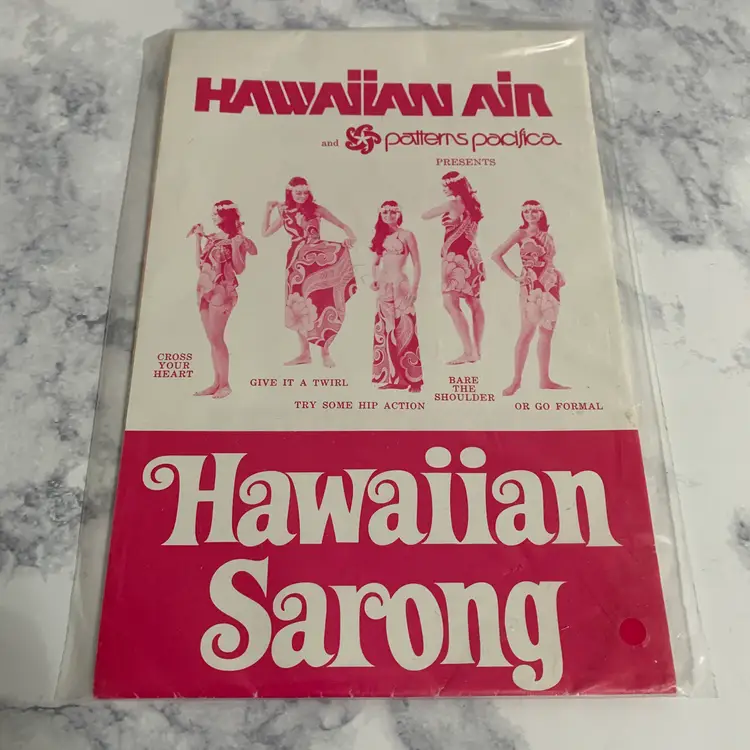 HAWAIIAN AIR
and patterns pacifica
PRESENTS
CROSS
YOUR
HEART
GIVE IT A TWIRL
TRY SOME HIP ACTION
BARE
THE
SHOULDER
OR GO FORMAL
Hawaiian
Sarong